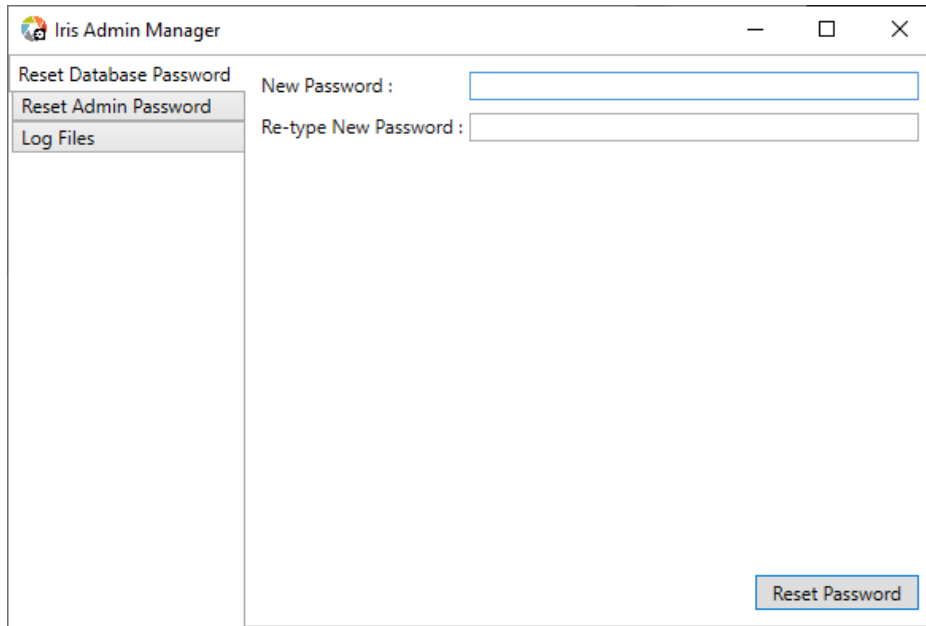 Iris Admin Manager
Reset Database Password
Reset Admin Password
Log Files
New Password :
Re-type New Password :
Reset Password